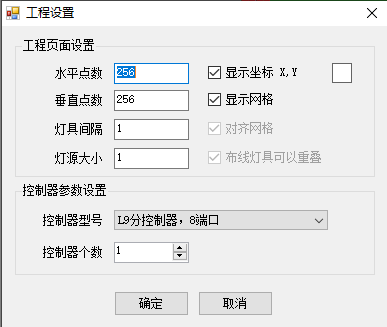 工程设置
工程页面设置
水平点数 256 显示坐标 X,Y
垂直点数 256 显示网格
灯具间隔 1 对齐网格
灯源大小 1 布线灯具可以重叠
控制器参数设置
控制器型号 L9分控制器，8端口
控制器个数 1
确定 取消